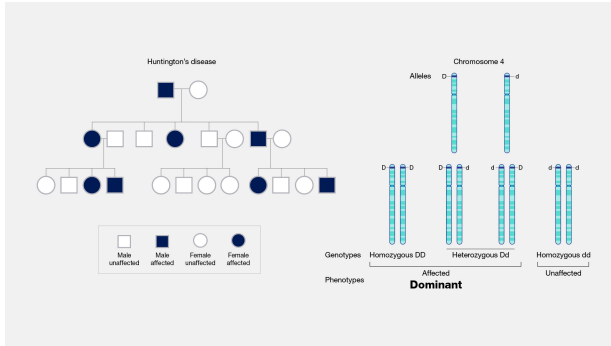 Huntington's disease
Male
unaffected
Male
affected
Female
unaffected
Female
affected
Chromosome 4
Alleles
D
d
D
D
D
d
d
D
d
d
Genotypes
Homozygous DD
Heterozygous Dd
Homozygous dd
Phenotypes
Affected
Unaffected
Dominant